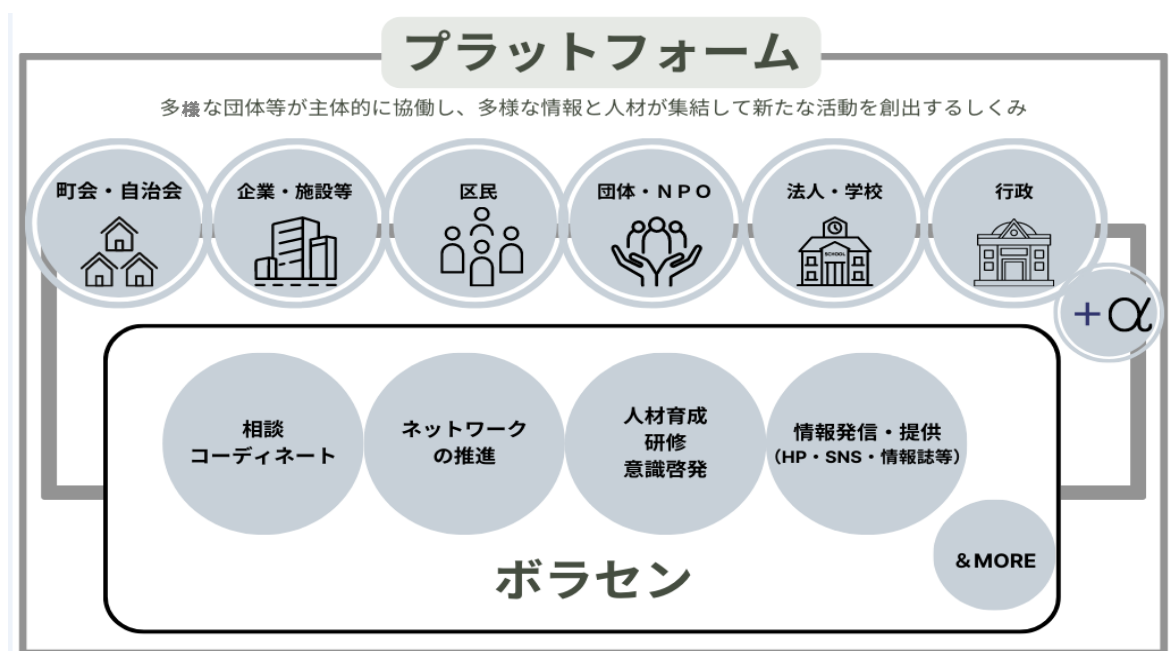 プラットフォーム
多様な団体等が主体的に協働し、多様な情報と人材が集結して新たな活動を創出するしくみ
町会・自治会
企業・施設等
区民
団体・ＮＰＯ
法人・学校
SCHOOL
行政
+α
相談
コーディネート
ネットワーク
の推進
人材育成
研修
意識啓発
情報発信・提供
（HP・SNS・情報誌等）
＆MORE
ボラセン